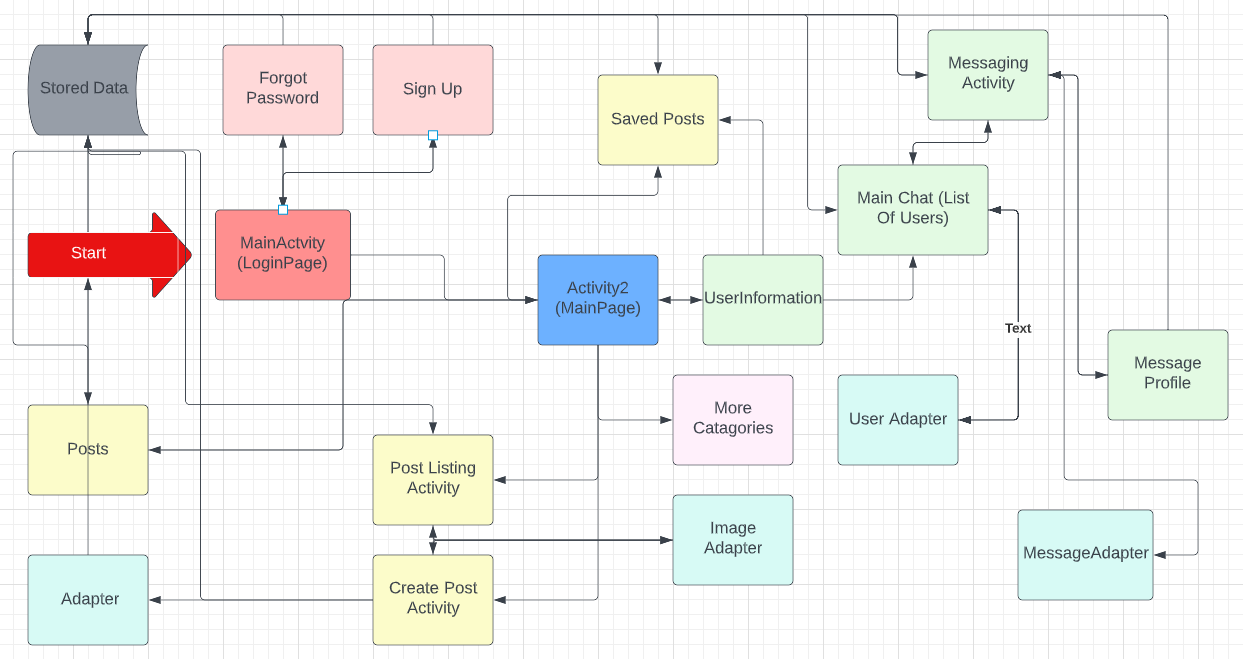 Stored Data
Forgot
Password
Sign Up
Saved Posts
Messaging
Activity
Main Chat (List
Of Users)
Start
MainActvity
(LoginPage)
Activity2
(MainPage)
UserInformation
Text
Message
Profile
More
Catagories
User Adapter
Posts
Post Listing
Activity
Image
Adapter
MessageAdapter
Adapter
Create Post
Activity